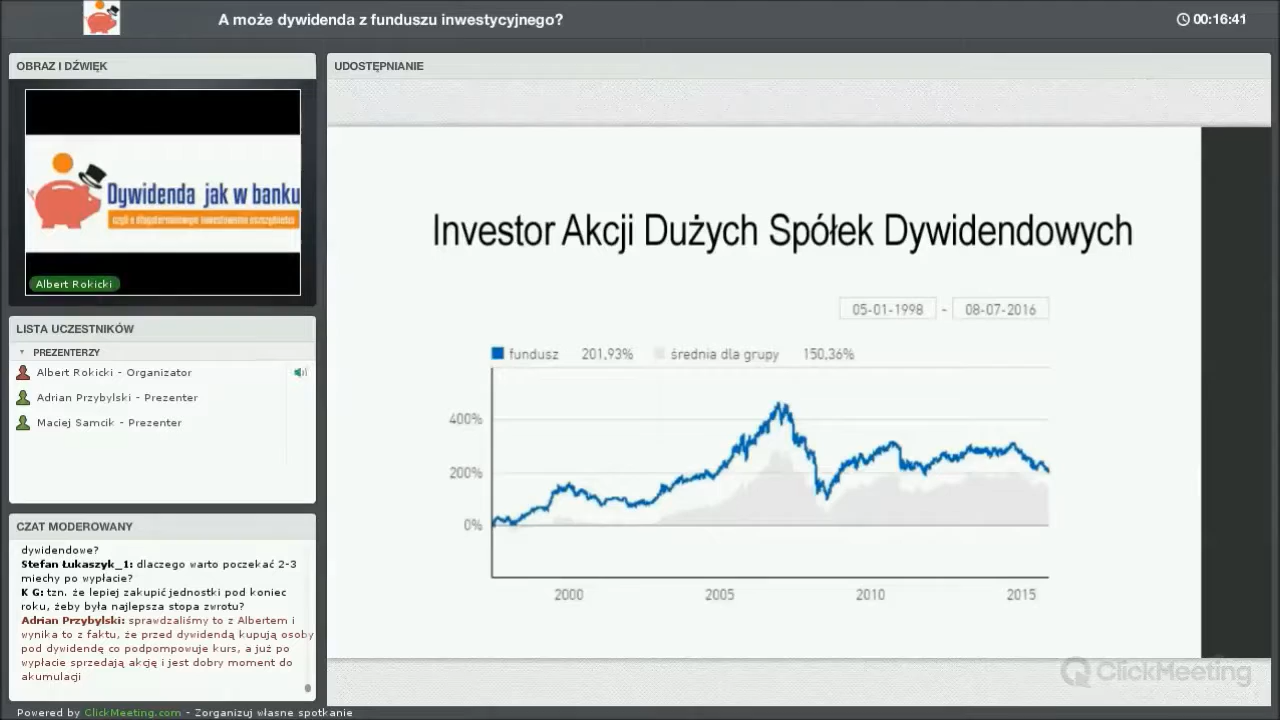 A może dywidenda z funduszu inwestycyjnego?
00:16:41
OBRAZ I DŹWIĘK
Dywidenda jak w banku
czyli o długoterminowym inwestowaniu oszczędności
Albert Rokicki
LISTA UCZESTNIKÓW
PREZENTERZY
Albert Rokicki - Organizator
Adrian Przybylski - Prezenter
Maciej Samcik - Prezenter
CZAT MODEROWANY
dywidendowe?
Stefan Łukaszyk_1: dlaczego warto poczekać 2-3
miechy po wypłacie?
K G: tzn. że lepiej zakupić jednostki pod koniec
roku, żeby była najlepsza stopa zwrotu?
Adrian Przybylski: sprawdzaliśmy to z Albertem i
wynika to z faktu, że przed dywidendą kupują osoby
pod dywidendę co podpompowuje kurs, a już po
wypłacie sprzedają akcję i jest dobry moment do
akumulacji
UDOSTĘPNIANIE
Investor Akcji Dużych Spółek Dywidendowych
05-01-1998 - 08-07-2016
fundusz 201,93% średnia dla grupy 150,36%
400%
200%
0%
2000 2005 2010 2015
ClickMeeting
Powered by ClickMeeting.com - Zorganizuj własne spotkanie